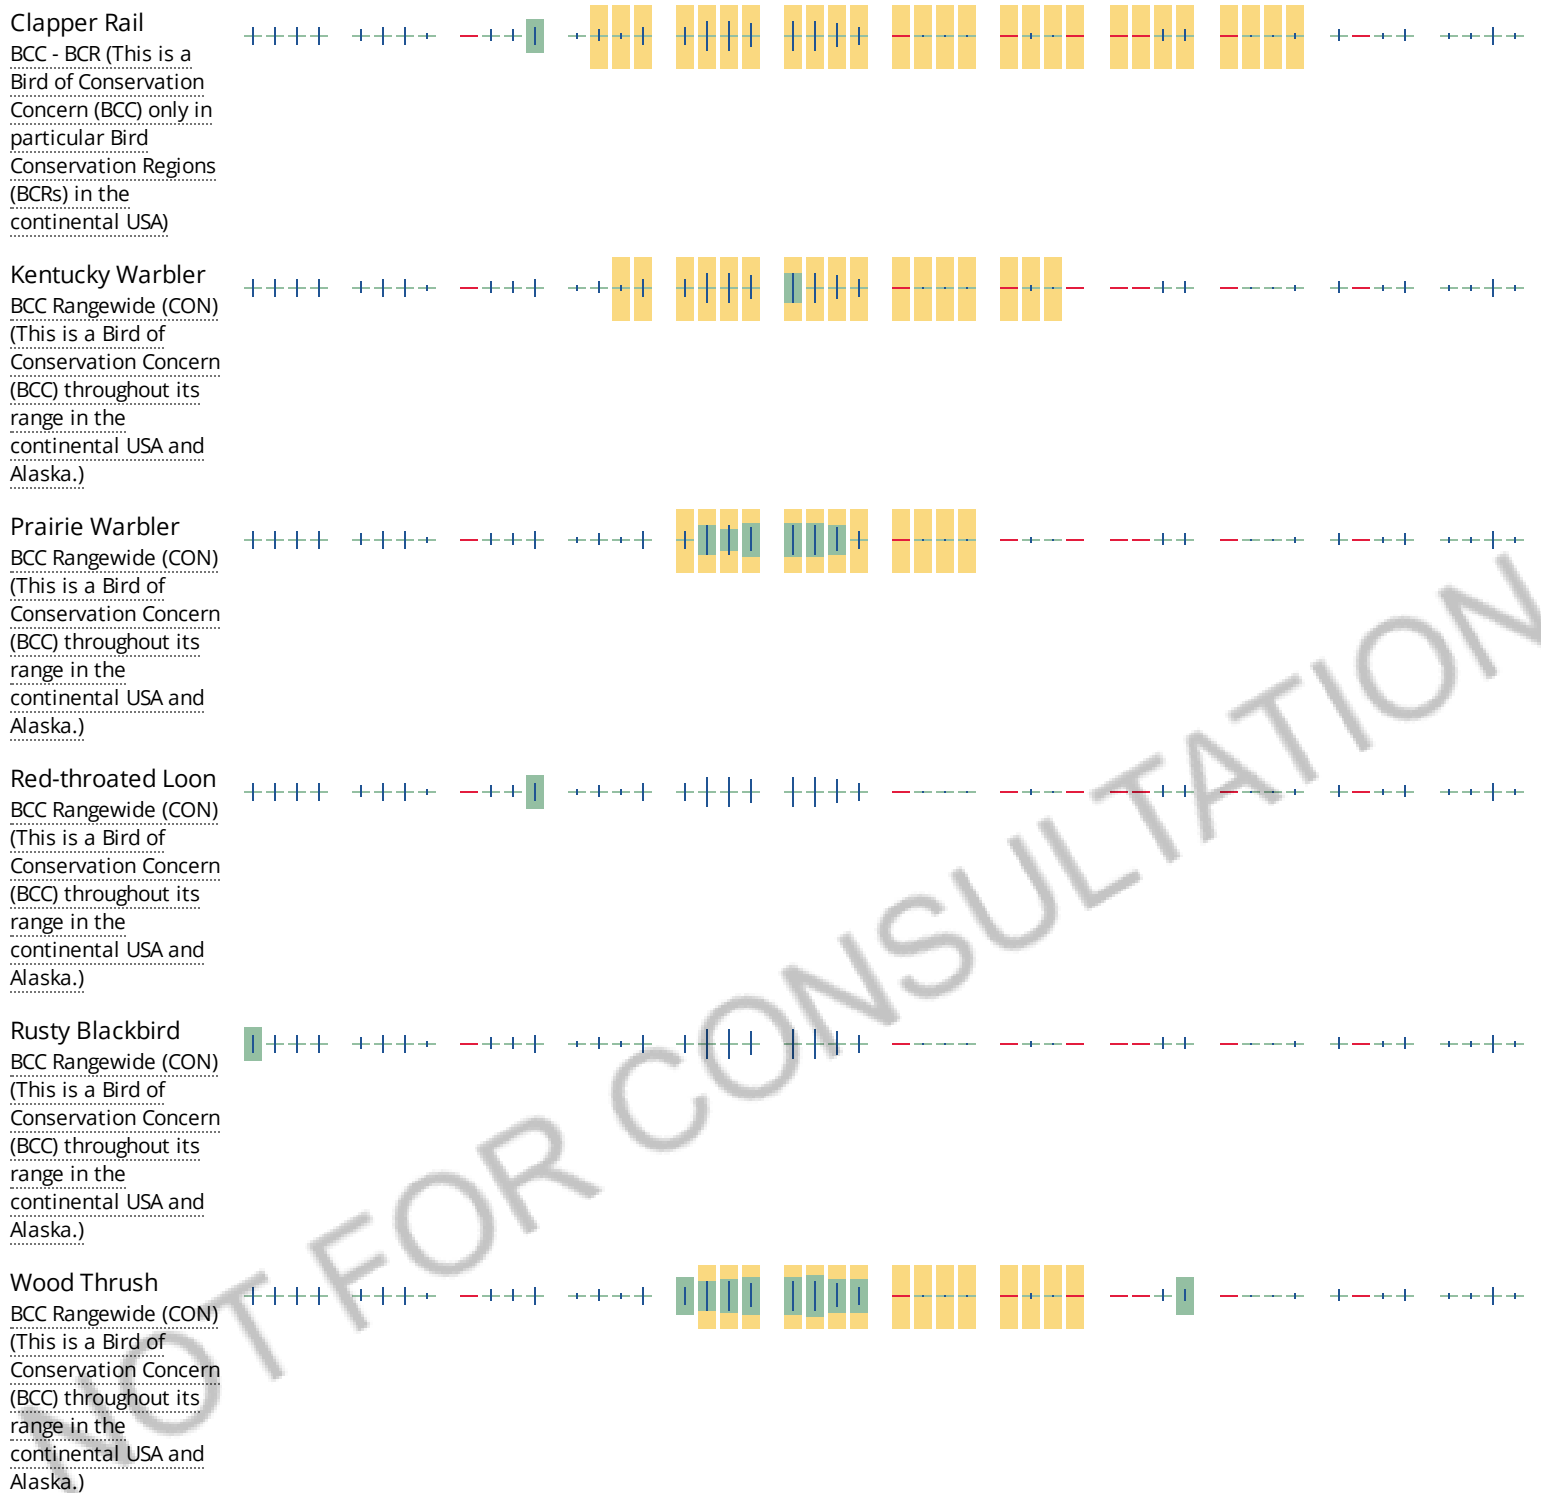 Clapper Rail
BCC - BCR (This is a
Bird of Conservation
Concern (BCC) only in
particular Bird
Conservation Regions
(BCRs) in the
continental USA)
Kentucky Warbler
BCC Rangewide (CON)
(This is a Bird of
Conservation Concern
(BCC) throughout its
range in the
continental USA and
Alaska.)
Prairie Warbler
BCC Rangewide (CON)
(This is a Bird of
Conservation Concern
(BCC) throughout its
range in the
continental USA and
Alaska.)
Red-throated Loon
BCC Rangewide (CON)
(This is a Bird of
Conservation Concern
(BCC) throughout its
range in the
continental USA and
Alaska.)
Rusty Blackbird
BCC Rangewide (CON)
(This is a Bird of
Conservation Concern
(BCC) throughout its
range in the
continental USA and
Alaska.)
Wood Thrush
BCC Rangewide (CON)
(This is a Bird of
Conservation Concern
(BCC) throughout its
range in the
continental USA and
Alaska.)
NOT FOR CONSULTATION